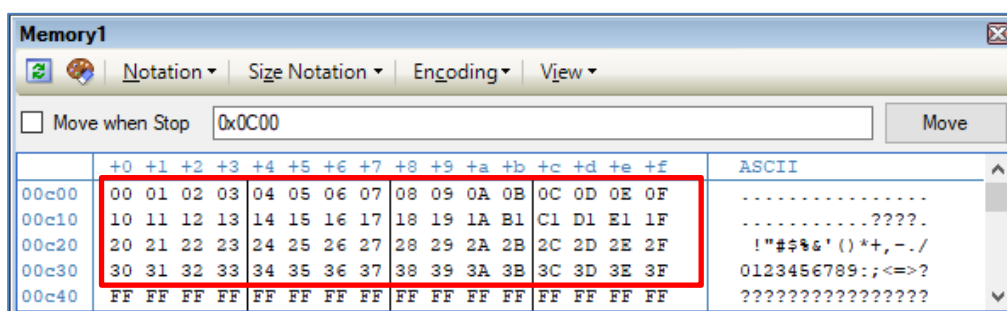 Memory1
Notation Size Notation Encoding View
Move when Stop 0x0C00 Move
+0 +1 +2 +3 +4 +5 +6 +7 +8 +9 +a +b +c +d +e +f ASCII
00c00 00 01 02 03 04 05 06 07 08 09 0A 0B 0C 0D 0E 0F ................
00c10 10 11 12 13 14 15 16 17 18 19 1A B1 C1 D1 E1 1F ...........????.
00c20 20 21 22 23 24 25 26 27 28 29 2A 2B 2C 2D 2E 2F !"#$%&'()*+,-./
00c30 30 31 32 33 34 35 36 37 38 39 3A 3B 3C 3D 3E 3F 0123456789:;<=>?
00c40 FF FF FF FF FF FF FF FF FF FF FF FF FF FF FF FF ????????????????